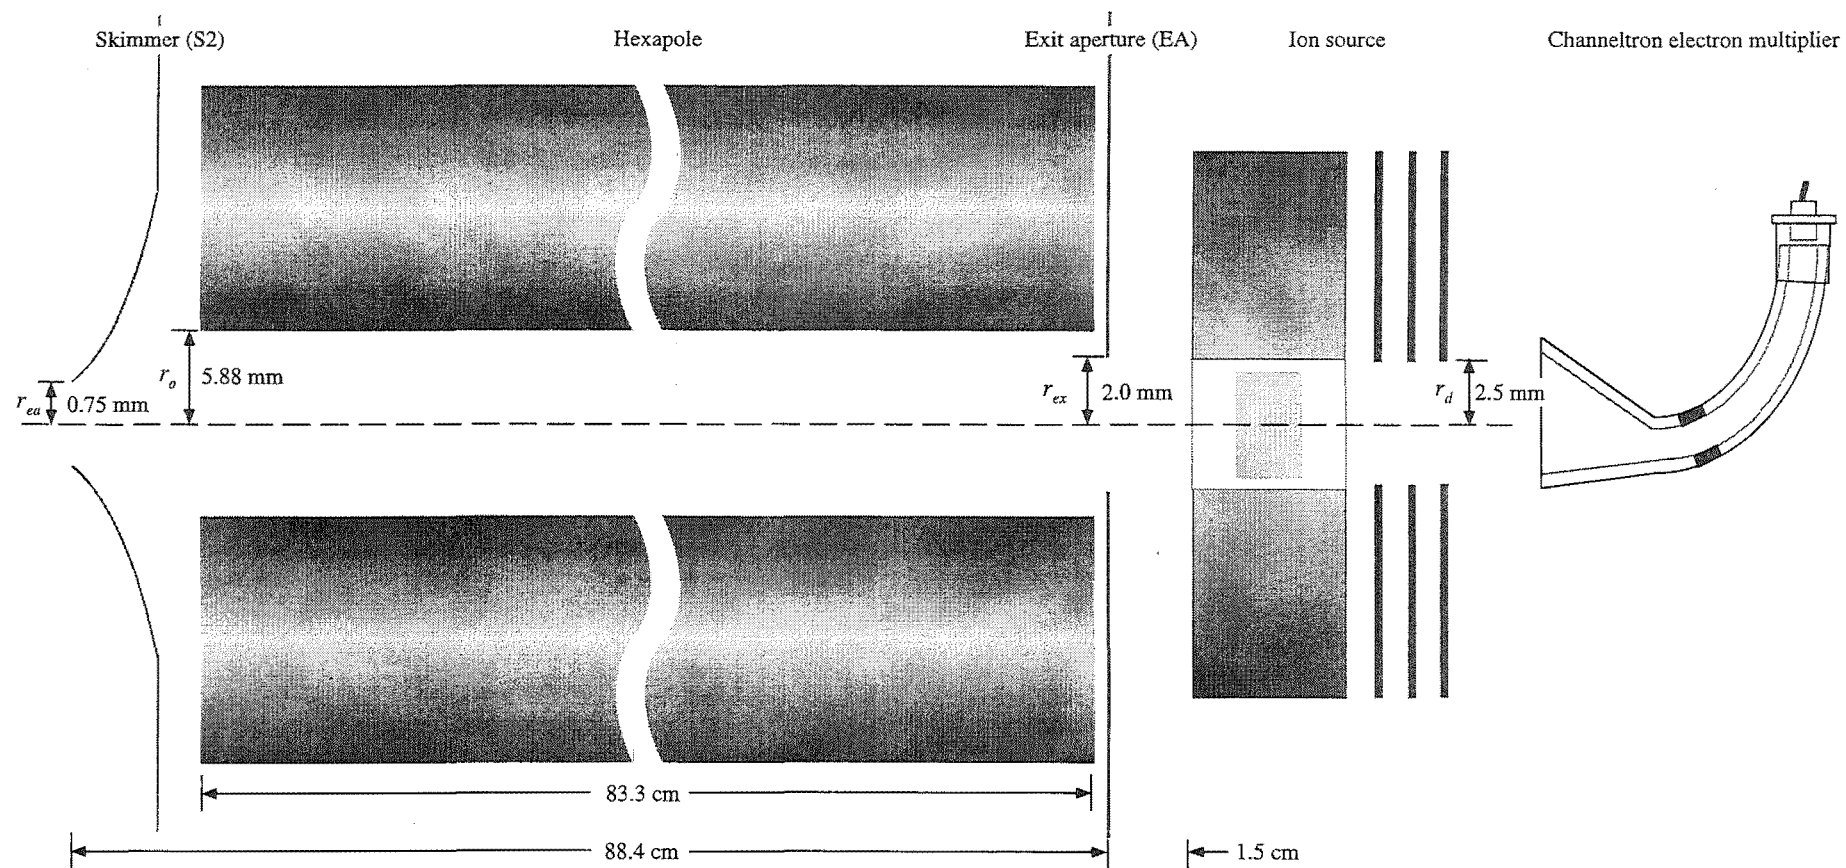 Skimmer (S2)
Hexapole
Exit aperture (EA)
Ion source
Channeltron electron multiplier
r_ea
0.75 mm
r_o
5.88 mm
r_ex
2.0 mm
r_d
2.5 mm
83.3 cm
88.4 cm
1.5 cm